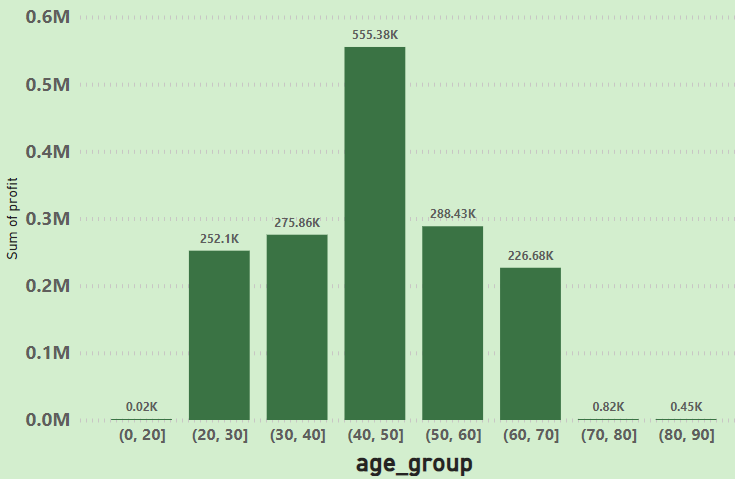 0.6M
0.5M
0.4M
0.3M
0.2M
0.1M
0.0M
Sum of profit
0.02K
252.1K
275.86K
555.38K
288.43K
226.68K
0.82K
0.45K
(0, 20]
(20, 30]
(30, 40]
(40, 50]
(50, 60]
(60, 70]
(70, 80]
(80, 90]
age_group